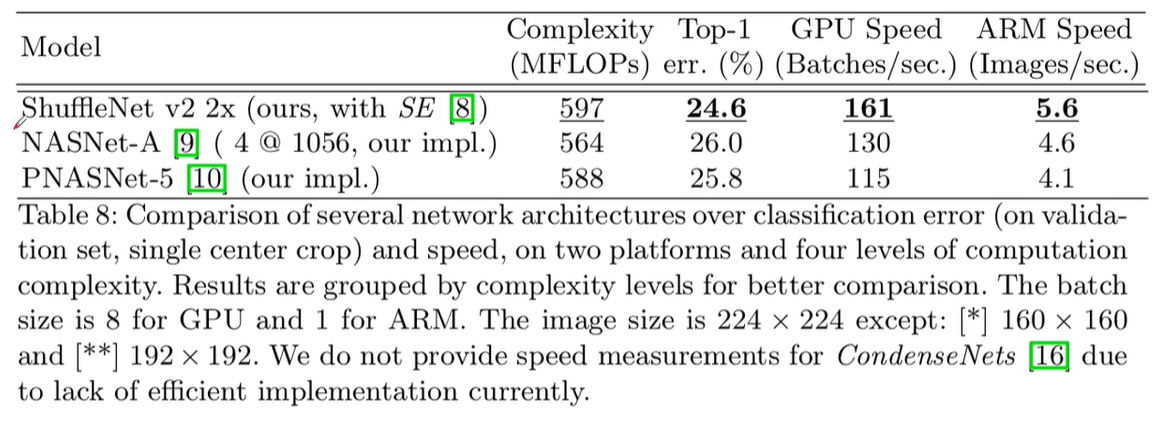 Model Complexity (MFLOPs) Top-1 err. (%) GPU Speed (Batches/sec.) ARM Speed (Images/sec.)
ShuffleNet v2 2x (ours, with SE [8]) 597 24.6 161 5.6
NASNet-A [9] ( 4 @ 1056, our impl.) 564 26.0 130 4.6
PNASNet-5 [10] (our impl.) 588 25.8 115 4.1
Table 8: Comparison of several network architectures over classification error (on valida-
tion set, single center crop) and speed, on two platforms and four levels of computation
complexity. Results are grouped by complexity levels for better comparison. The batch
size is 8 for GPU and 1 for ARM. The image size is 224 × 224 except: [*] 160 × 160
and [**] 192 × 192. We do not provide speed measurements for CondenseNets [16] due
to lack of efficient implementation currently.